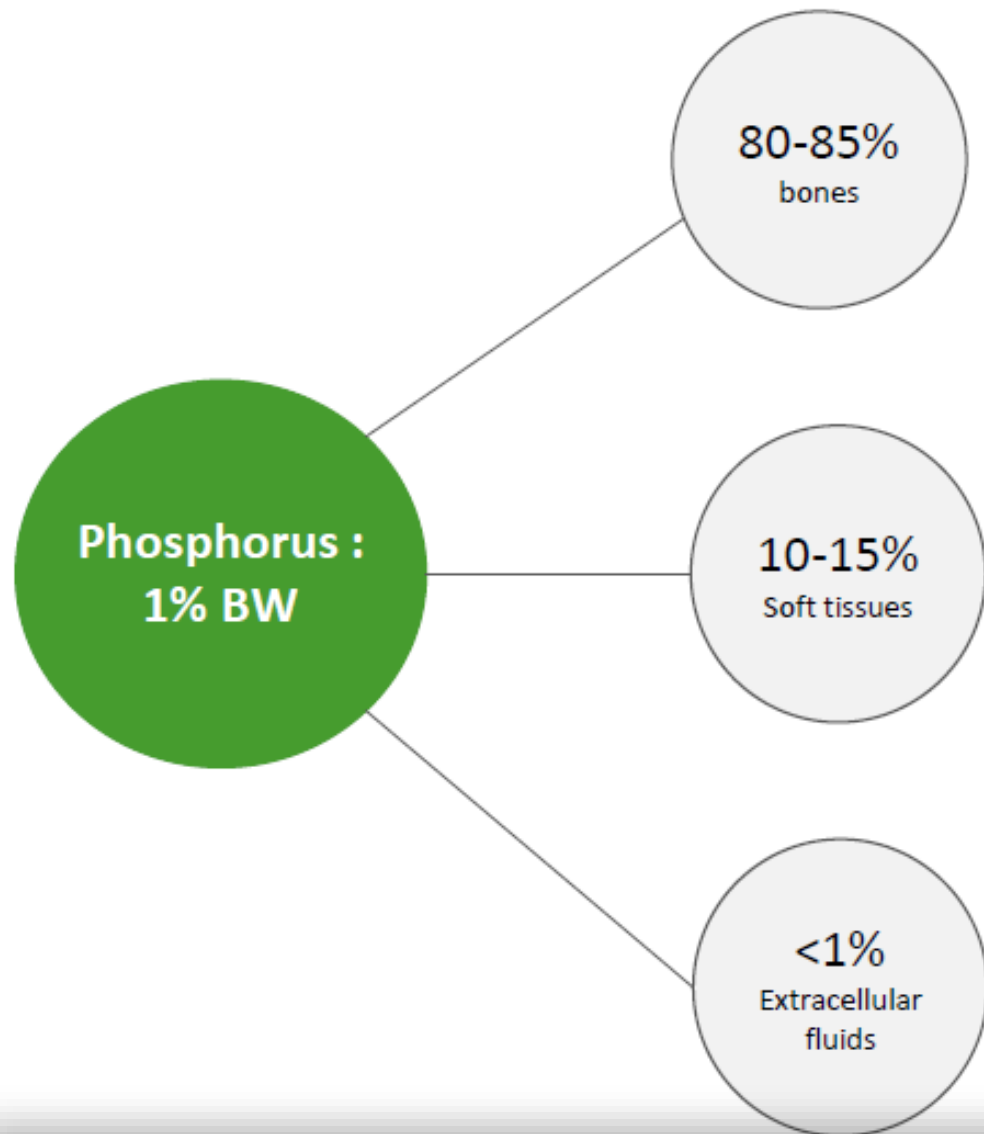 80-85%
bones
Phosphorus :
1% BW
10-15%
Soft tissues
<1%
Extracellular
fluids